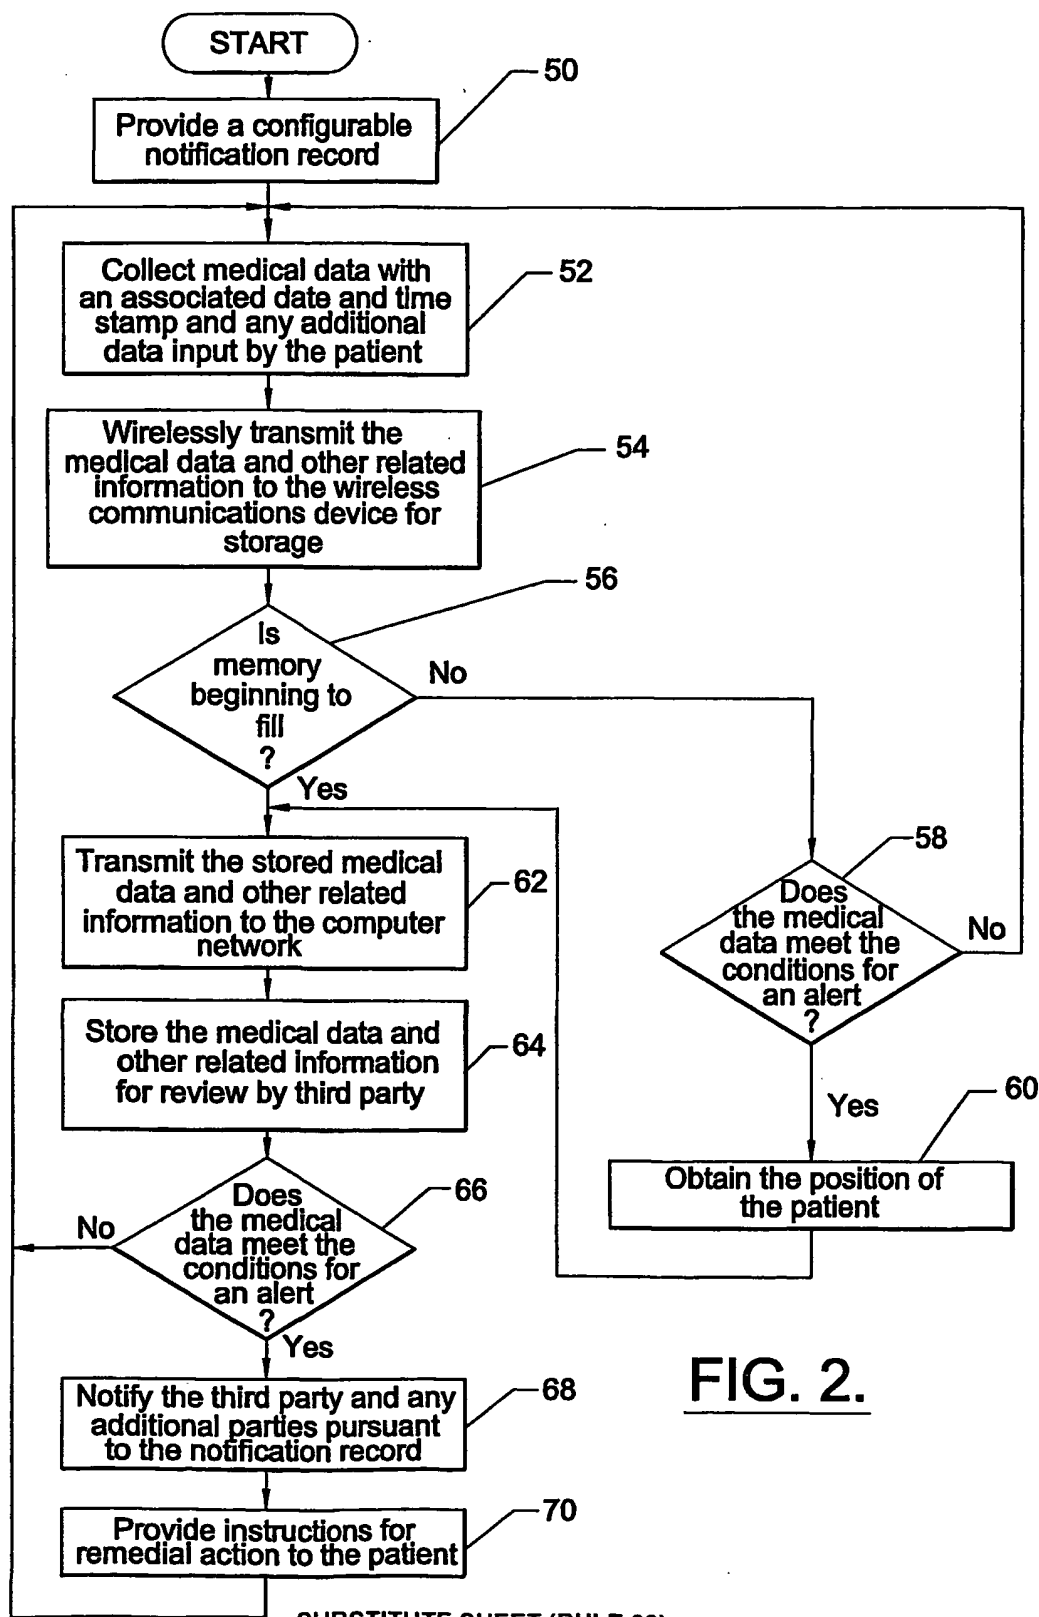 START
50
Provide a configurable
notification record
Collect medical data with
an associated date and time
stamp and any additional
data input by the patient
52
Wirelessly transmit the
medical data and other related
information to the wireless
communications device for
storage
54
56
Is
memory
beginning to
fill
?
No
Yes
Transmit the stored medical
data and other related
information to the computer
network
62
58
Does
the medical
data meet the
conditions for
an alert
?
No
Yes
Store the medical data and
other related information
for review by third party
64
60
Obtain the position of
the patient
66
Does
the medical
data meet the
conditions for
an alert
?
No
Yes
Notify the third party and any
additional parties pursuant
to the notification record
68
FIG. 2.
Provide instructions for
remedial action to the patient
70